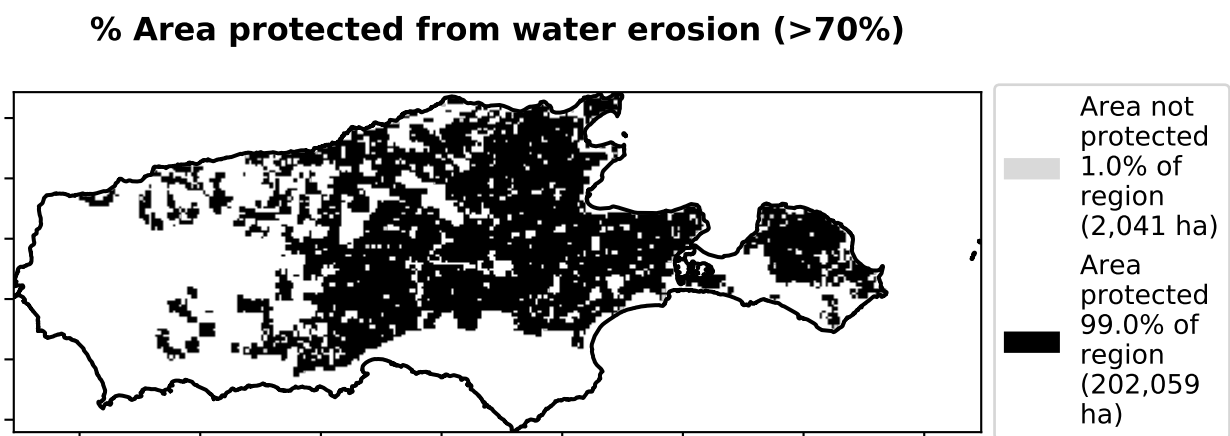 % Area protected from water erosion (>70%)
Area not
protected
1.0% of
region
(2,041 ha)
Area
protected
99.0% of
region
(202,059
ha)